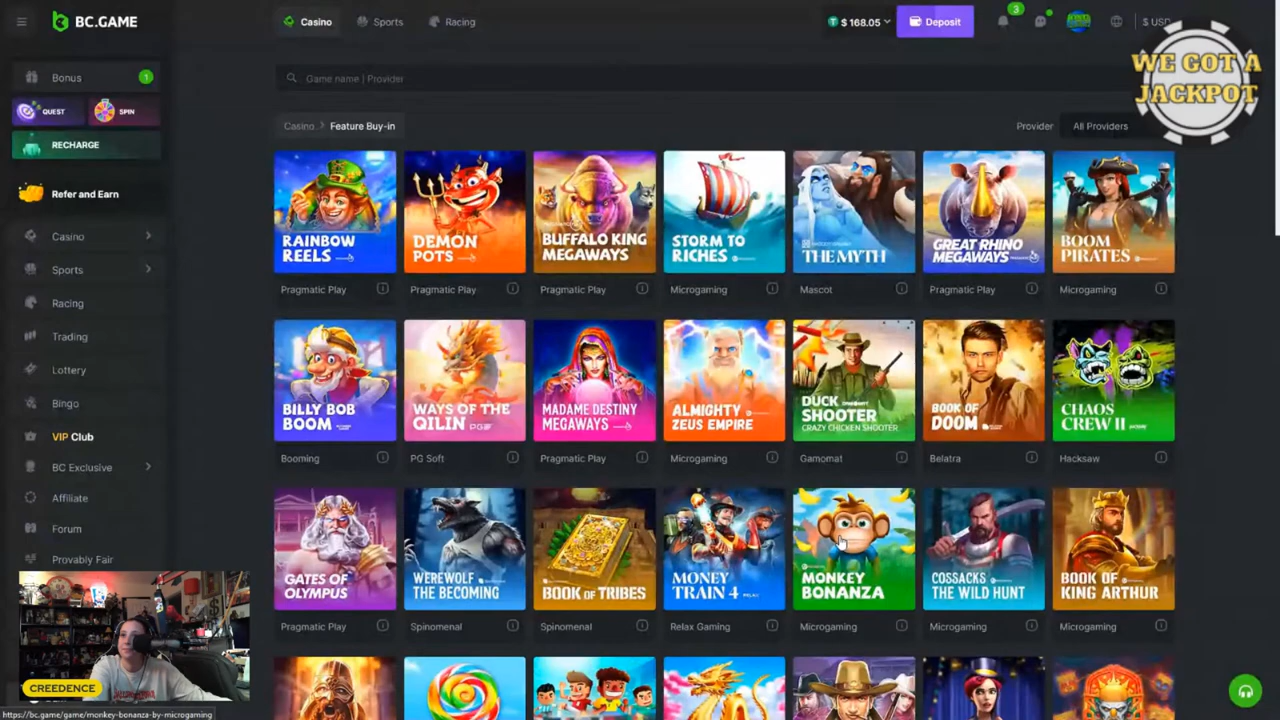 BC.GAME
Casino
Sports
Racing
$ 168.05
Deposit
3
$ USD
WE GOT A
JACKPOT
Bonus
1
Game name | Provider
QUEST
SPIN
RECHARGE
Casino
Feature Buy-in
Provider
All Providers
Refer and Earn
Casino
Sports
Racing
Trading
Lottery
Bingo
VIP Club
BC Exclusive
Affiliate
Forum
Provably Fair
RAINBOW
REELS
DEMON
POTS
BUFFALO KING
MEGAWAYS
STORM TO
RICHES
THE MYTH
GREAT RHINO
MEGAWAYS
BOOM
PIRATES
Pragmatic Play
Pragmatic Play
Pragmatic Play
Microgaming
Mascot
Pragmatic Play
Microgaming
BILLY BOB
BOOM
WAYS OF THE
QILIN
MADAME DESTINY
MEGAWAYS
ALMIGHTY
ZEUS EMPIRE
DUCK
SHOOTER
CRAZY CHICKEN SHOOTER
BOOK OF
DOOM
CHAOS
CREW II
Booming
PG Soft
Pragmatic Play
Microgaming
Gamomat
Belatra
Hacksaw
GATES OF
OLYMPUS
WEREWOLF
THE BECOMING
BOOK OF TRIBES
MONEY
TRAIN 4
RELAX
MONKEY
BONANZA
COSSACKS
THE WILD HUNT
BOOK OF
KING ARTHUR
Pragmatic Play
Spinomenal
Spinomenal
Relax Gaming
Microgaming
Microgaming
Microgaming
CREEDENCE
https://bc.game/game/monkey-bonanza-by-microgaming